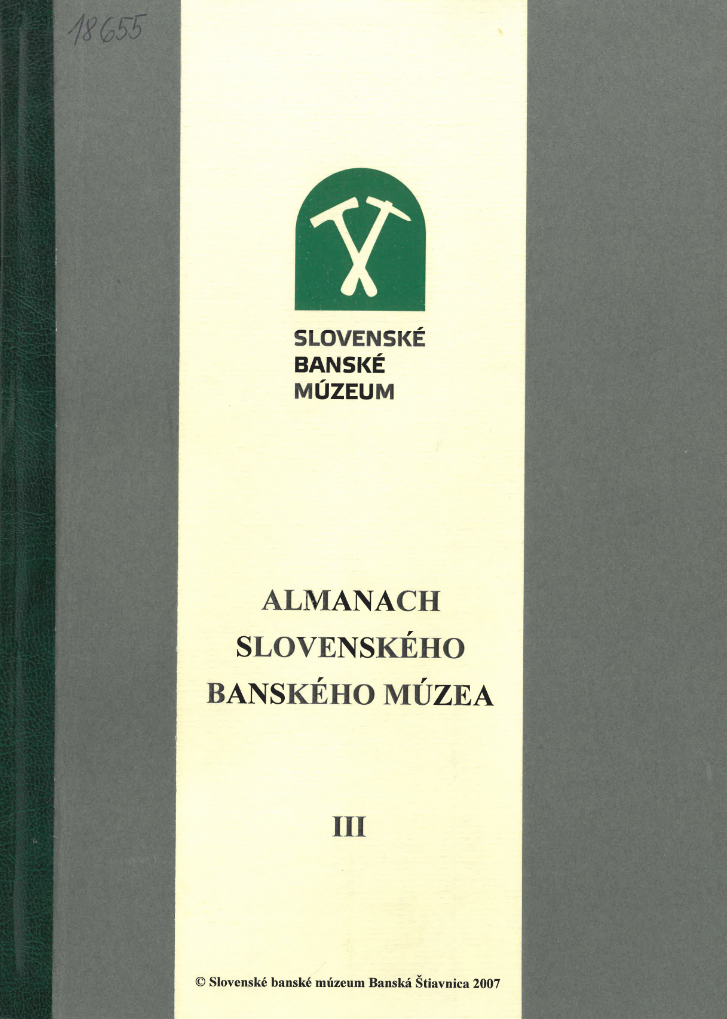 18655
SLOVENSKÉ
BANSKÉ
MÚZEUM
ALMANACH
SLOVENSKÉHO
BANSKÉHO MÚZEA
III
© Slovenské banské múzeum Banská Štiavnica 2007